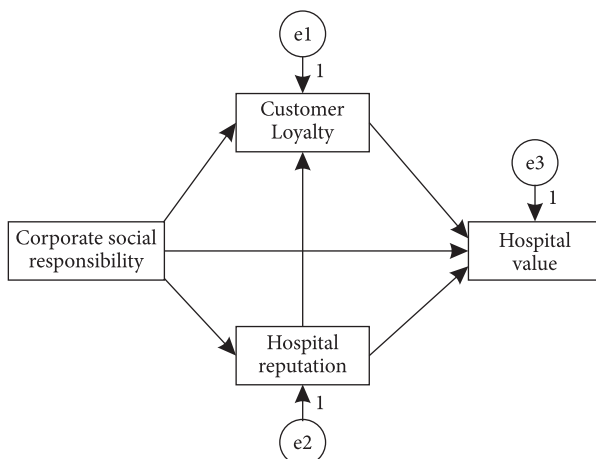 e1
1
Customer
Loyalty
e3
1
Corporate social
responsibility
Hospital
value
Hospital
reputation
1
e2